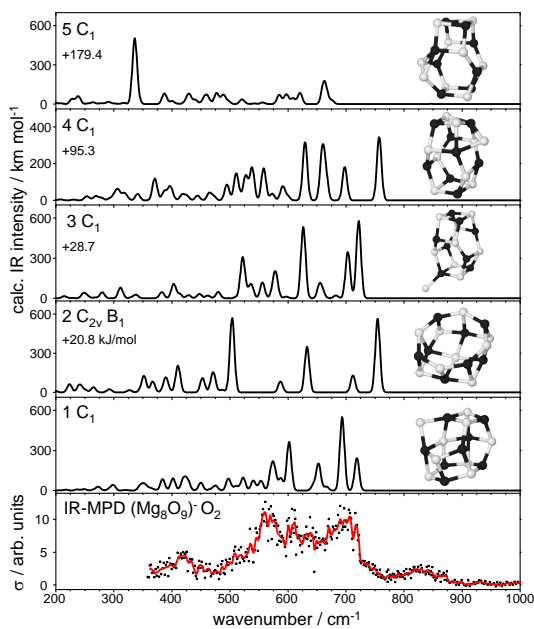 calc. IR intensity / km mol⁻¹
σ / arb. units
600
300
0
5 C₁
+179.4
400
200
0
4 C₁
+95.3
600
300
0
3 C₁
+28.7
600
300
0
2 C₂ᵥ B₁
+20.8 kJ/mol
600
300
0
1 C₁
10
5
0
IR-MPD (Mg₈O₉)⁻ O₂
200 300 400 500 600 700 800 900 1000
wavenumber / cm⁻¹